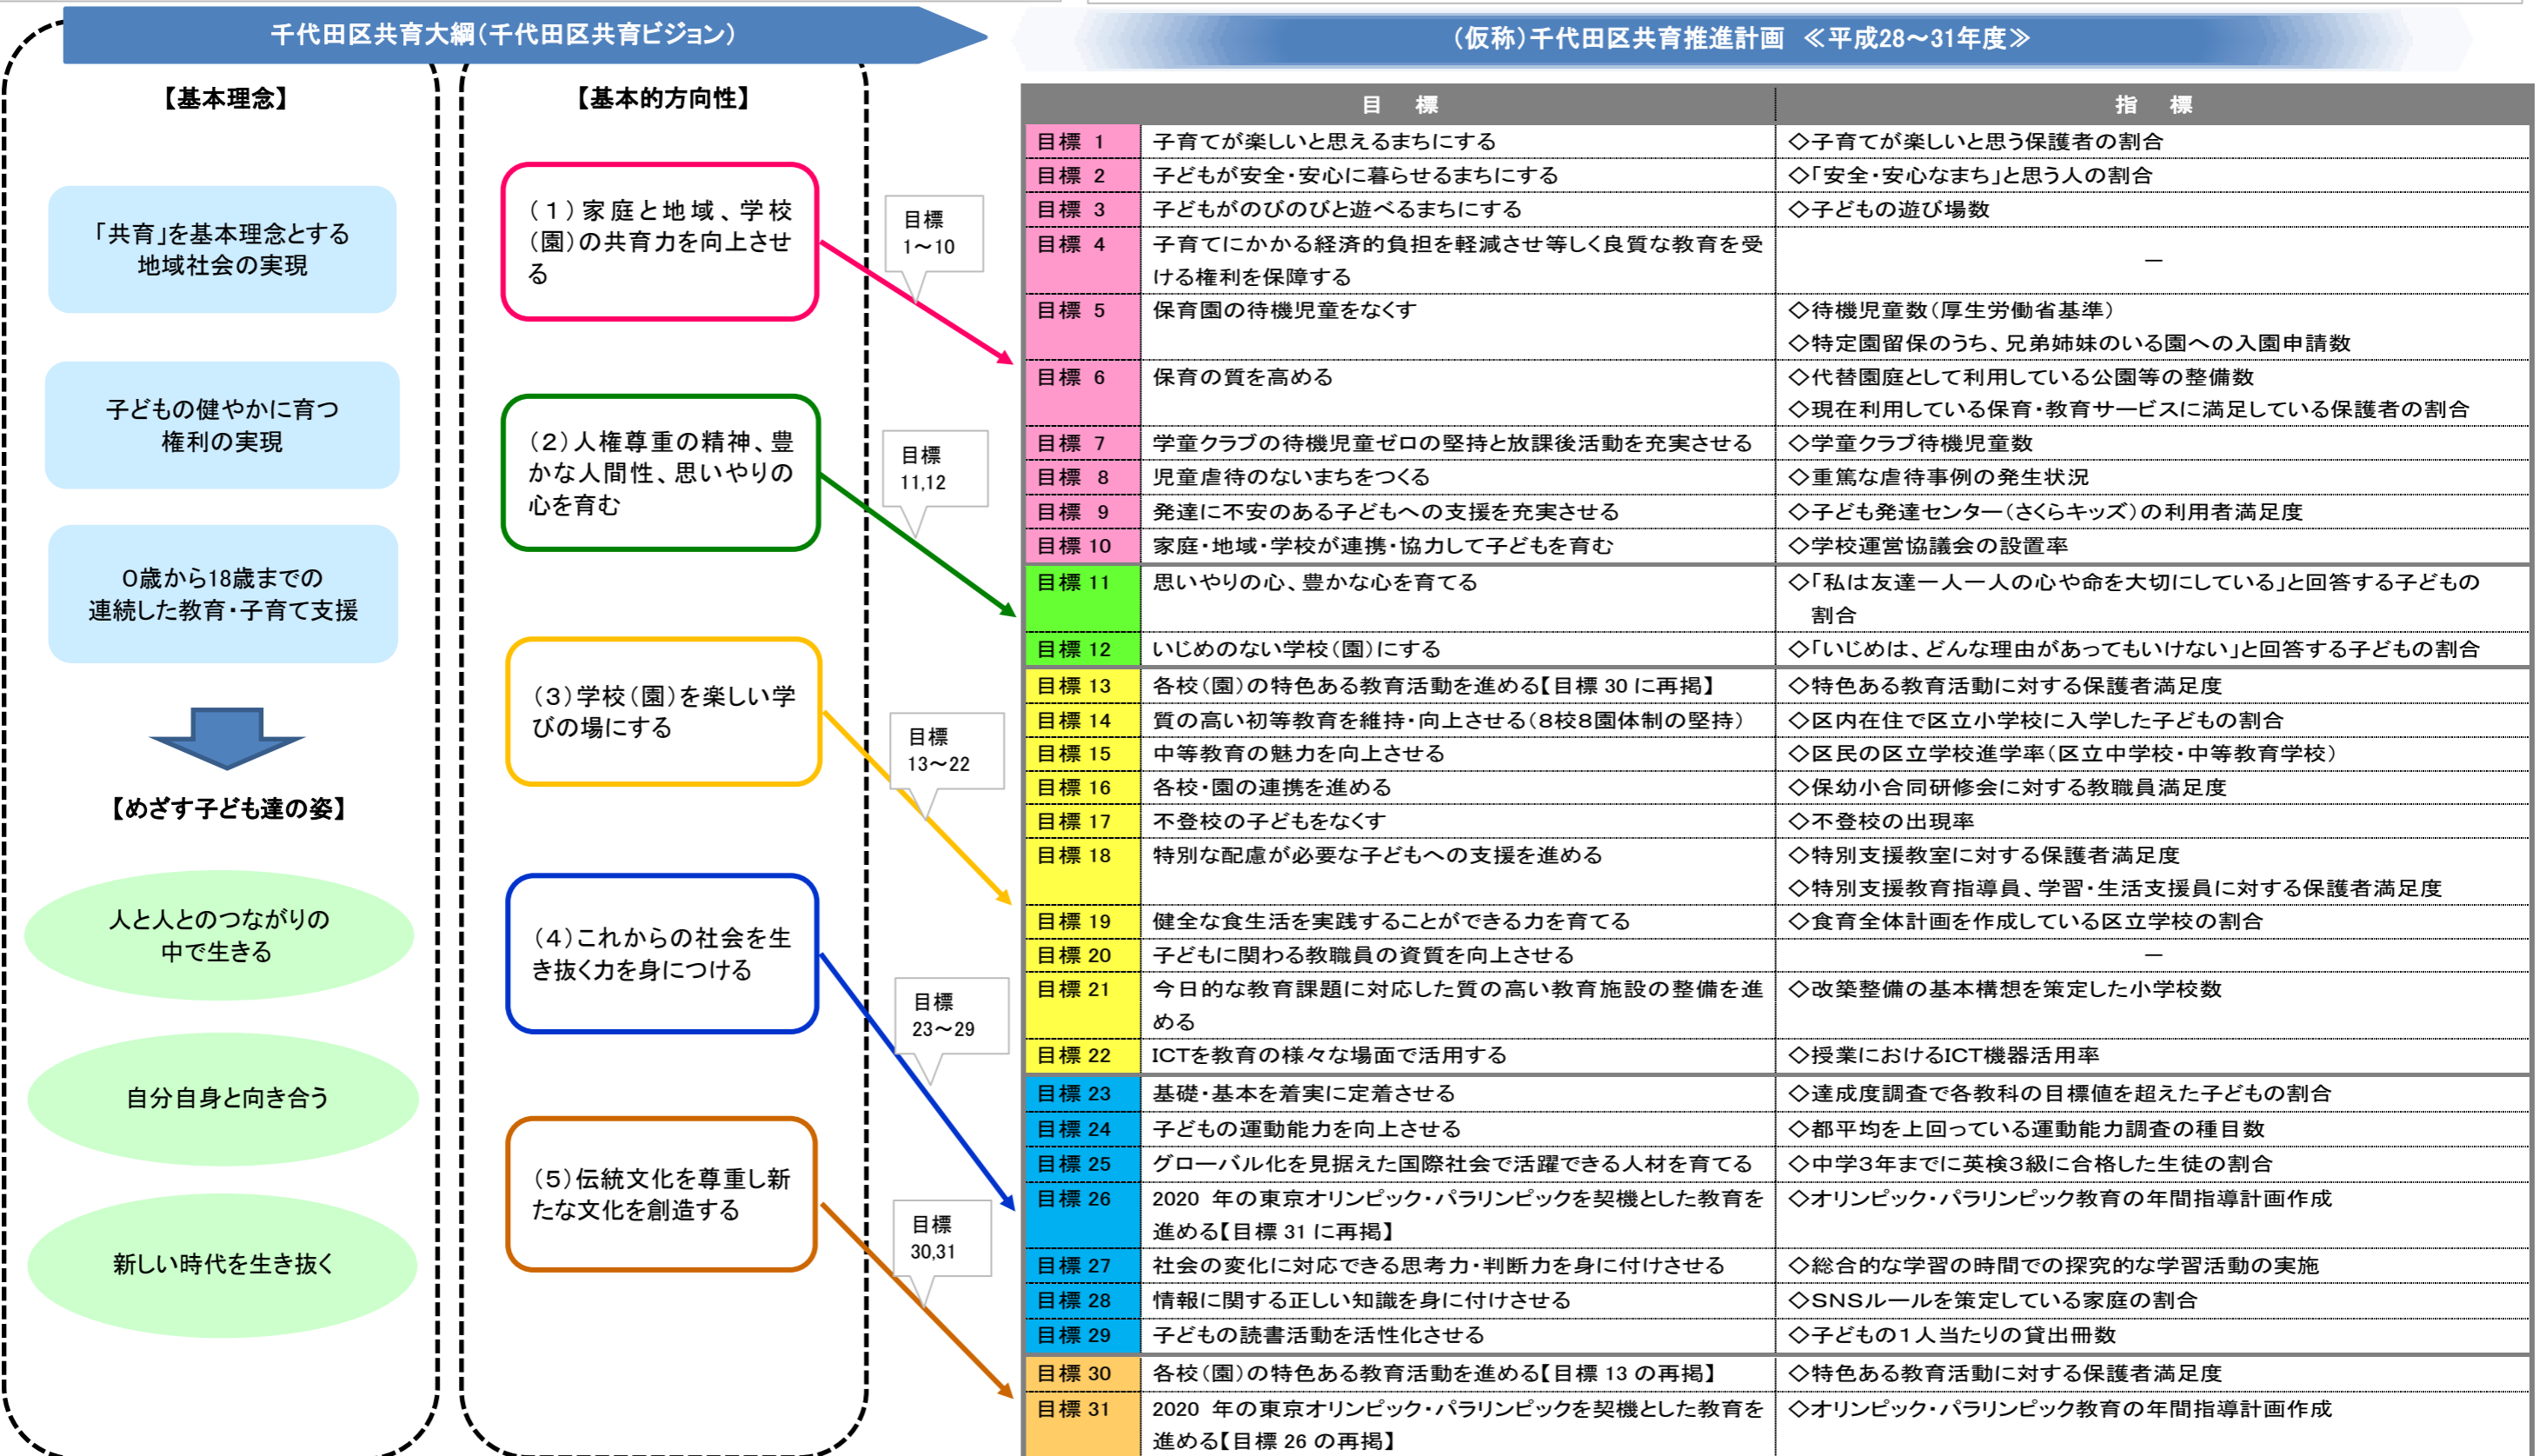 千代田区共育大綱(千代田区共育ビジョン)
(仮称)千代田区共育推進計画 ≪平成28～31年度≫
【基本理念】
「共育」を基本理念とする
地域社会の実現
子どもの健やかに育つ
権利の実現
0歳から18歳までの
連続した教育・子育て支援
【めざす子ども達の姿】
人と人とのつながりの
中で生きる
自分自身と向き合う
新しい時代を生き抜く
【基本的方向性】
(1)家庭と地域、学校
(園)の共育力を向上させ
る
(2)人権尊重の精神、豊
かな人間性、思いやりの
心を育む
(3)学校(園)を楽しい学
びの場にする
(4)これからの社会を生
き抜く力を身につける
(5)伝統文化を尊重し新
たな文化を創造する
目標
1～10
目標
11,12
目標
13～22
目標
23～29
目標
30,31
目 標 指 標
目標 1 子育てが楽しいと思えるまちにする ◇子育てが楽しいと思う保護者の割合
目標 2 子どもが安全・安心に暮らせるまちにする ◇「安全・安心なまち」と思う人の割合
目標 3 子どもがのびのびと遊べるまちにする ◇子どもの遊び場数
目標 4 子育てにかかる経済的負担を軽減させ等しく良質な教育を受
ける権利を保障する －
目標 5 保育園の待機児童をなくす ◇待機児童数(厚生労働省基準)
◇特定園留保のうち、兄弟姉妹のいる園への入園申請数
目標 6 保育の質を高める ◇代替園庭として利用している公園等の整備数
◇現在利用している保育・教育サービスに満足している保護者の割合
目標 7 学童クラブの待機児童ゼロの堅持と放課後活動を充実させる ◇学童クラブ待機児童数
目標 8 児童虐待のないまちをつくる ◇重篤な虐待事例の発生状況
目標 9 発達に不安のある子どもへの支援を充実させる ◇子ども発達センター(さくらキッズ)の利用者満足度
目標 10 家庭・地域・学校が連携・協力して子どもを育む ◇学校運営協議会の設置率
目標 11 思いやりの心、豊かな心を育てる ◇「私は友達一人一人の心や命を大切にしている」と回答する子どもの
割合
目標 12 いじめのない学校(園)にする ◇「いじめは、どんな理由があってもいけない」と回答する子どもの割合
目標 13 各校(園)の特色ある教育活動を進める【目標 30 に再掲】 ◇特色ある教育活動に対する保護者満足度
目標 14 質の高い初等教育を維持・向上させる(8校8園体制の堅持) ◇区内在住で区立小学校に入学した子どもの割合
目標 15 中等教育の魅力を向上させる ◇区民の区立学校進学率(区立中学校・中等教育学校)
目標 16 各校・園の連携を進める ◇保幼小合同研修会に対する教職員満足度
目標 17 不登校の子どもをなくす ◇不登校の出現率
目標 18 特別な配慮が必要な子どもへの支援を進める ◇特別支援教室に対する保護者満足度
◇特別支援教育指導員、学習・生活支援員に対する保護者満足度
目標 19 健全な食生活を実践することができる力を育てる ◇食育全体計画を作成している区立学校の割合
目標 20 子どもに関わる教職員の資質を向上させる －
目標 21 今日的な教育課題に対応した質の高い教育施設の整備を進 ◇改築整備の基本構想を策定した小学校数
める
目標 22 ICTを教育の様々な場面で活用する ◇授業におけるICT機器活用率
目標 23 基礎・基本を着実に定着させる ◇達成度調査で各教科の目標値を超えた子どもの割合
目標 24 子どもの運動能力を向上させる ◇都平均を上回っている運動能力調査の種目数
目標 25 グローバル化を見据えた国際社会で活躍できる人材を育てる ◇中学3年までに英検3級に合格した生徒の割合
目標 26 2020 年の東京オリンピック・パラリンピックを契機とした教育を ◇オリンピック・パラリンピック教育の年間指導計画作成
進める【目標 31 に再掲】
目標 27 社会の変化に対応できる思考力・判断力を身に付けさせる ◇総合的な学習の時間での探究的な学習活動の実施
目標 28 情報に関する正しい知識を身に付けさせる ◇SNSルールを策定している家庭の割合
目標 29 子どもの読書活動を活性化させる ◇子どもの1人当たりの貸出冊数
目標 30 各校(園)の特色ある教育活動を進める【目標 13 の再掲】 ◇特色ある教育活動に対する保護者満足度
目標 31 2020 年の東京オリンピック・パラリンピックを契機とした教育を ◇オリンピック・パラリンピック教育の年間指導計画作成
進める【目標 26 の再掲】